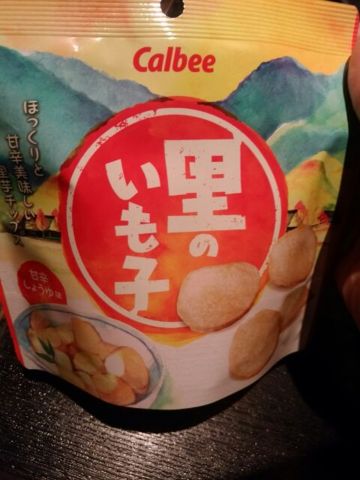 Calbee
里の
いも子
ほっくりと
甘辛美味しい
里芋チップス
甘辛
しょうゆ味